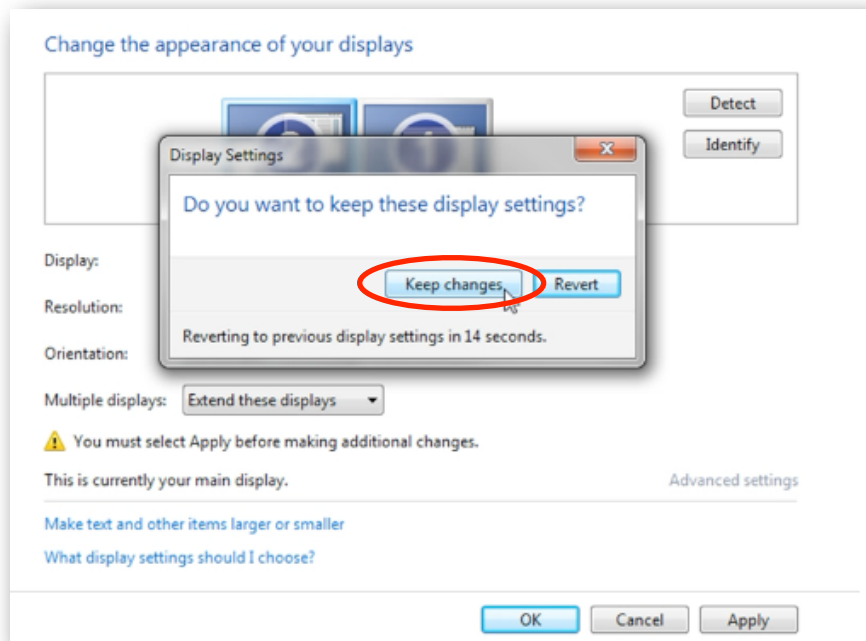 Change the appearance of your displays
Detect
Identify
Display Settings
Do you want to keep these display settings?
Keep changes
Revert
Reverting to previous display settings in 14 seconds.
Display:
Resolution:
Orientation:
Multiple displays: Extend these displays
You must select Apply before making additional changes.
This is currently your main display. Advanced settings
Make text and other items larger or smaller
What display settings should I choose?
OK Cancel Apply